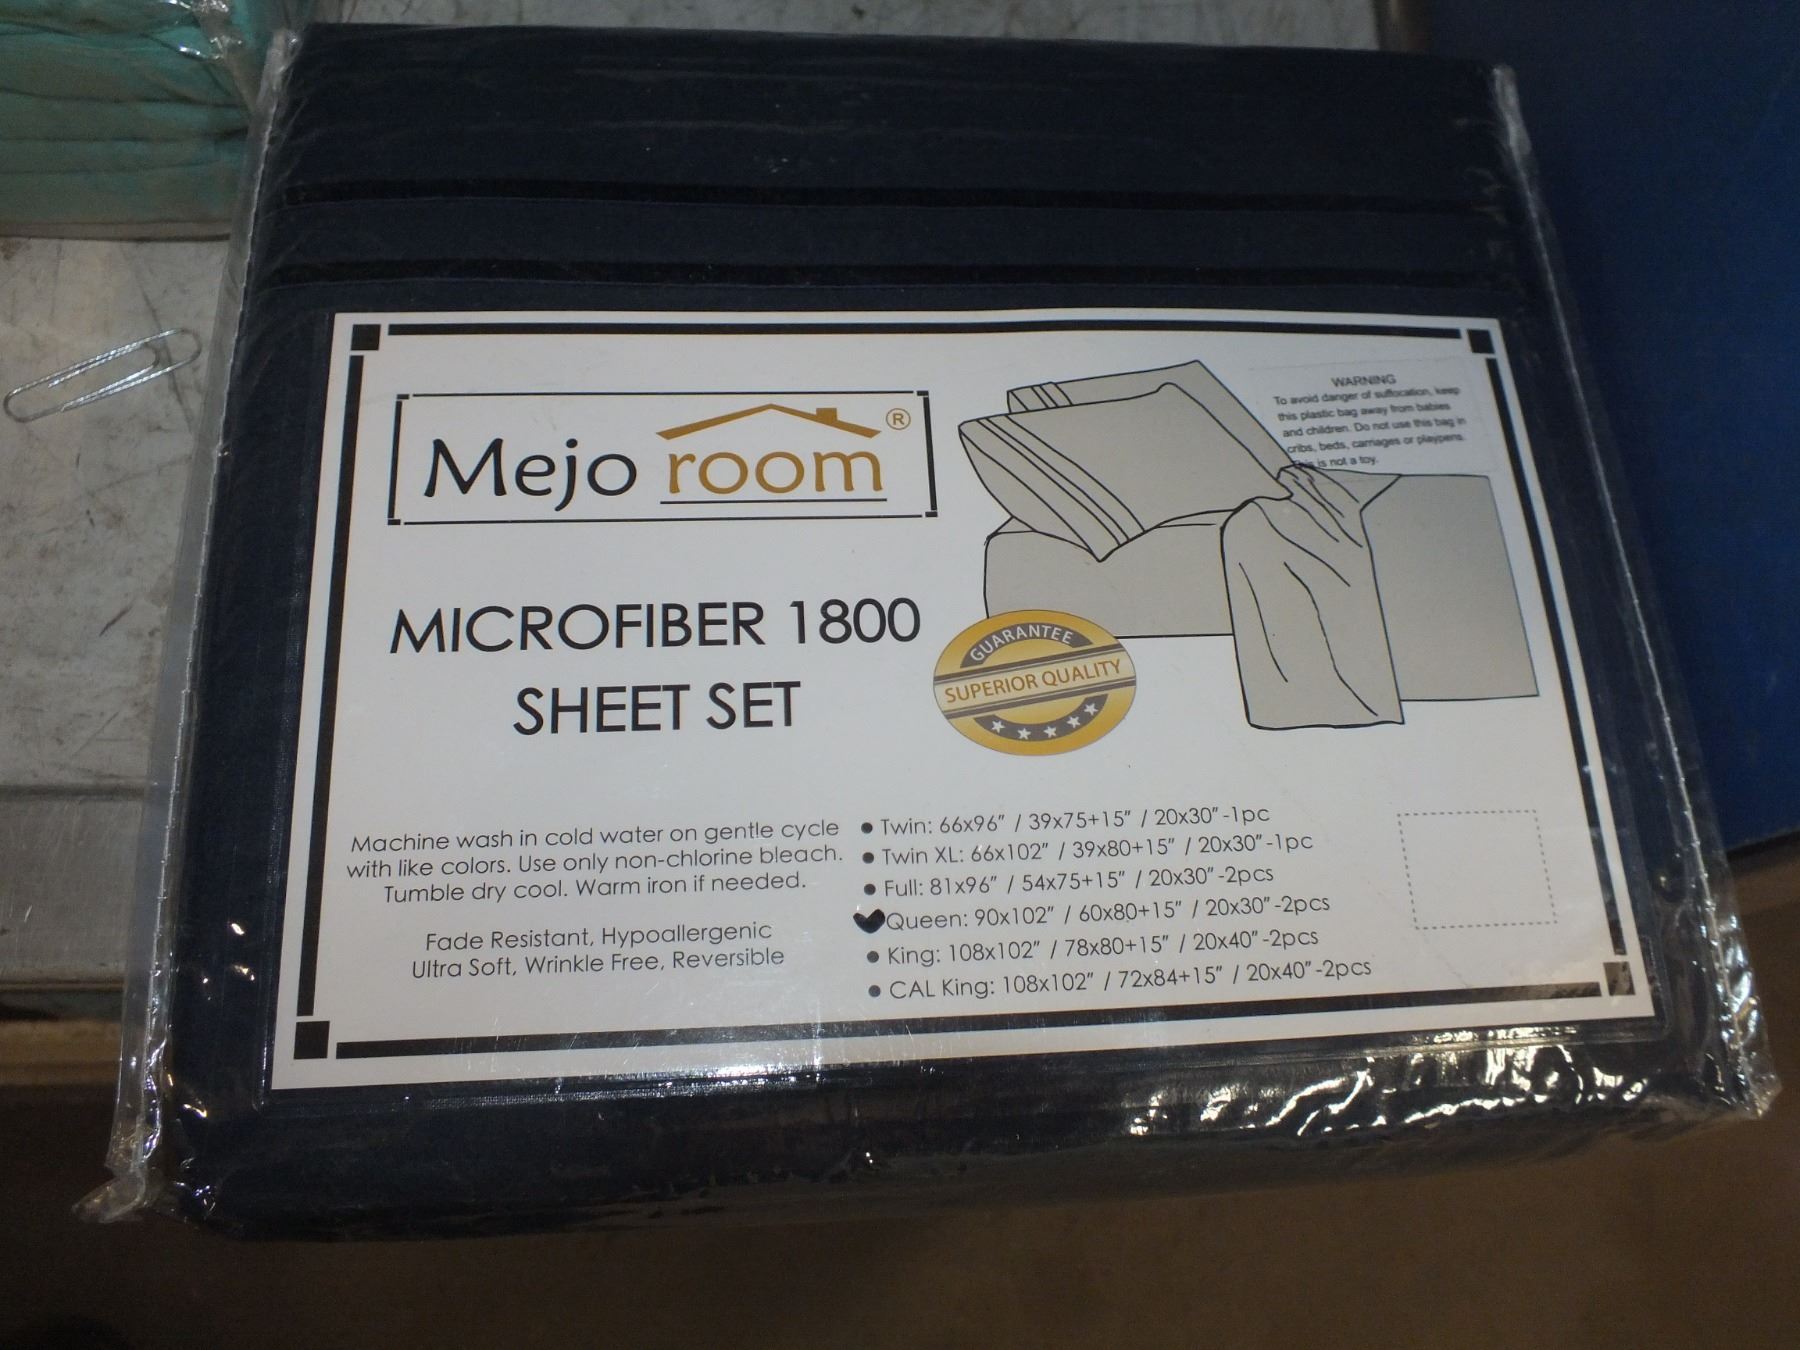 Mejo room ®
WARNING
To avoid danger of suffocation, keep
this plastic bag away from babies
and children. Do not use this bag in
cribs, beds, carriages or playpens.
This is not a toy.
MICROFIBER 1800
SHEET SET
GUARANTEE
SUPERIOR QUALITY
Machine wash in cold water on gentle cycle
with like colors. Use only non-chlorine bleach.
Tumble dry cool. Warm iron if needed.
Fade Resistant, Hypoallergenic
Ultra Soft, Wrinkle Free, Reversible
• Twin: 66x96" / 39x75+15" / 20x30"-1pc
• Twin XL: 66x102" / 39x80+15" / 20x30"-1pc
• Full: 81x96" / 54x75+15" / 20x30"-2pcs
Queen: 90x102" / 60x80+15" / 20x30"-2pcs
• King: 108x102" / 78x80+15" / 20x40"-2pcs
• CAL King: 108x102" / 72x84+15" / 20x40"-2pcs